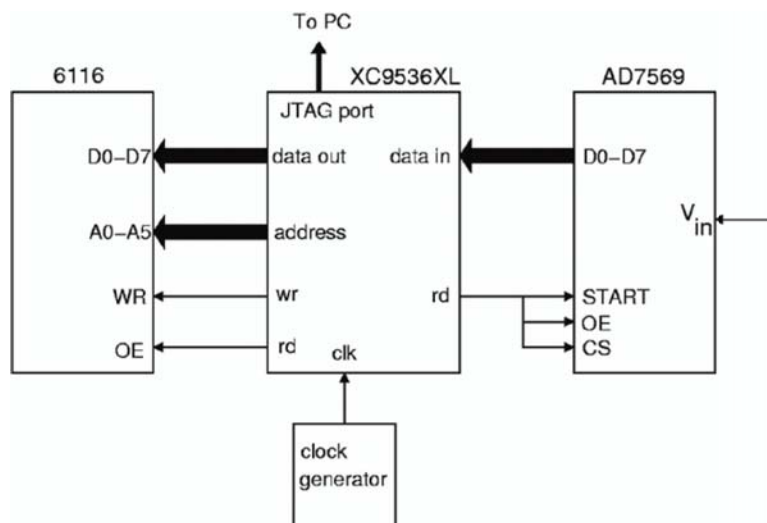 To PC
6116
XC9536XL
AD7569
JTAG port
D0-D7
data out
data in
D0-D7
A0-A5
address
Vin
WR
wr
rd
START
OE
OE
rd
clk
CS
clock
generator